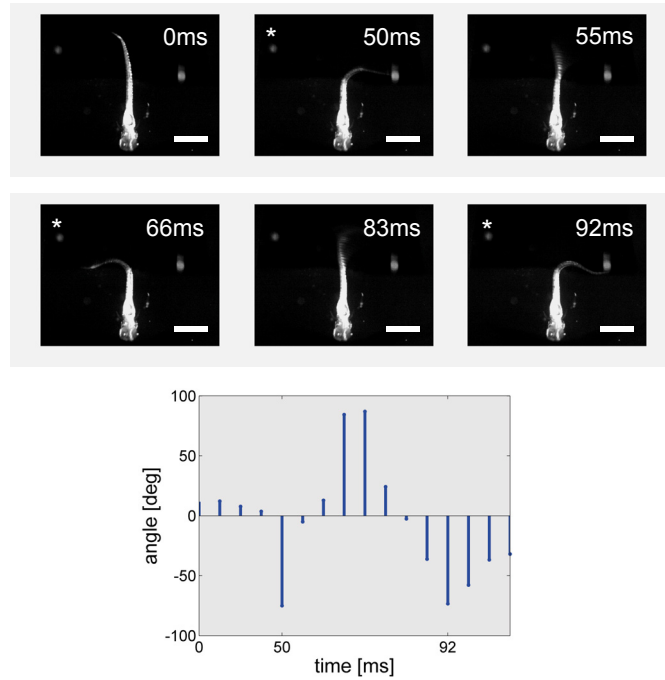 0ms
* 50ms
55ms
* 66ms
83ms
* 92ms
100
50
0
-50
-100
angle [deg]
0 50 92
time [ms]